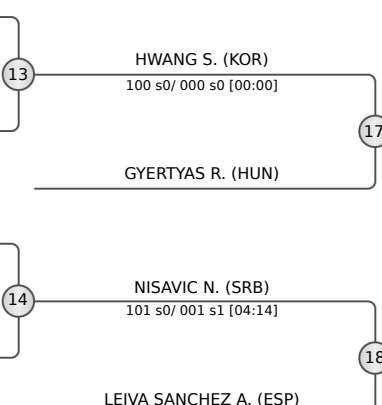 HWANG S. (KOR)
13
100 s0/ 000 s0 [00:00]
17
GYERTYAS R. (HUN)
NISAVIC N. (SRB)
14
101 s0/ 001 s1 [04:14]
18
LEIVA SANCHEZ A. (ESP)